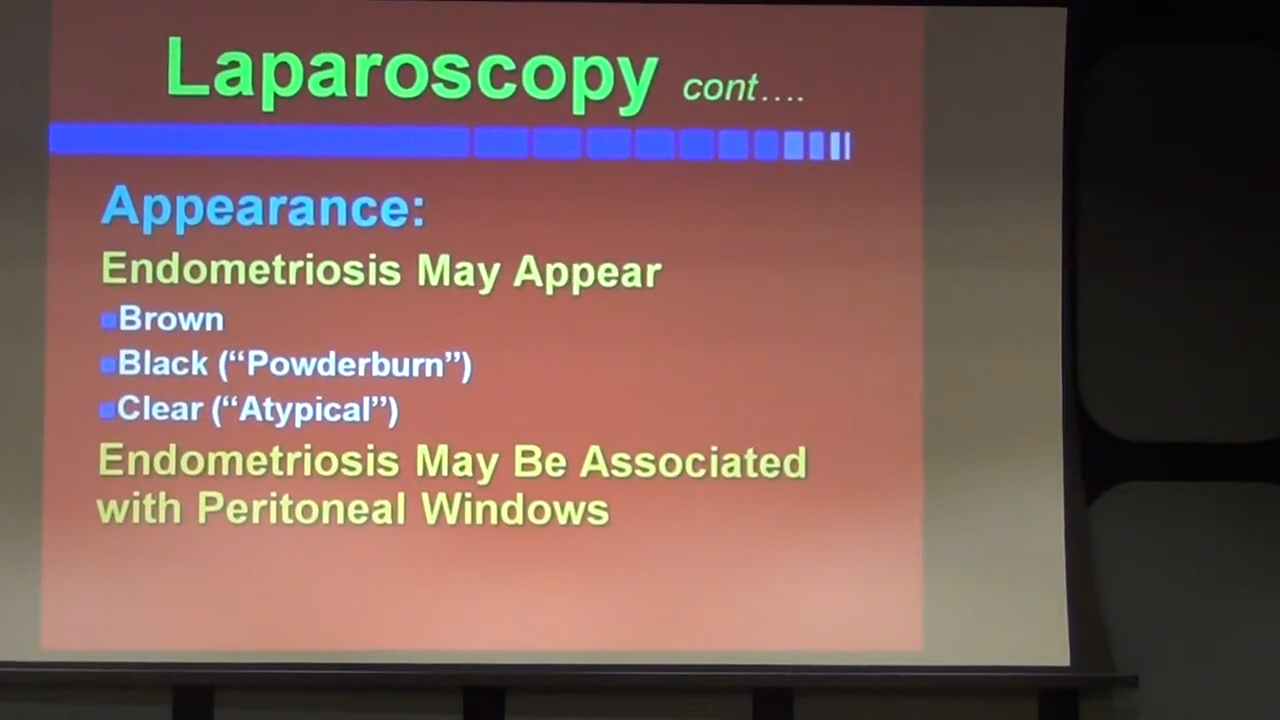 Laparoscopy cont....
Appearance:
Endometriosis May Appear
Brown
Black (“Powderburn”)
Clear (“Atypical”)
Endometriosis May Be Associated
with Peritoneal Windows